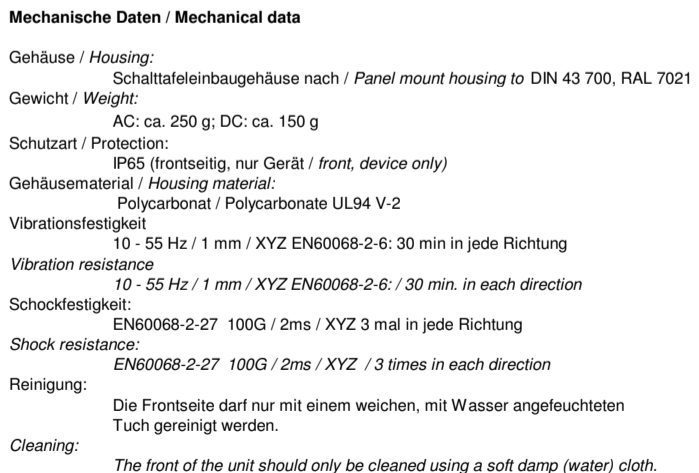 Mechanische Daten / Mechanical data
Gehäuse / Housing:
Schalttafeleinbaugehäuse nach / Panel mount housing to DIN 43 700, RAL 7021
Gewicht / Weight:
AC: ca. 250 g; DC: ca. 150 g
Schutzart / Protection:
IP65 (frontseitig, nur Gerät / front, device only)
Gehäusematerial / Housing material:
Polycarbonat / Polycarbonate UL94 V-2
Vibrationsfestigkeit
10 - 55 Hz / 1 mm / XYZ EN60068-2-6: 30 min in jede Richtung
Vibration resistance
10 - 55 Hz / 1 mm / XYZ EN60068-2-6: / 30 min. in each direction
Schockfestigkeit:
EN60068-2-27 100G / 2ms / XYZ 3 mal in jede Richtung
Shock resistance:
EN60068-2-27 100G / 2ms / XYZ / 3 times in each direction
Reinigung:
Die Frontseite darf nur mit einem weichen, mit Wasser angefeuchteten
Tuch gereinigt werden.
Cleaning:
The front of the unit should only be cleaned using a soft damp (water) cloth.